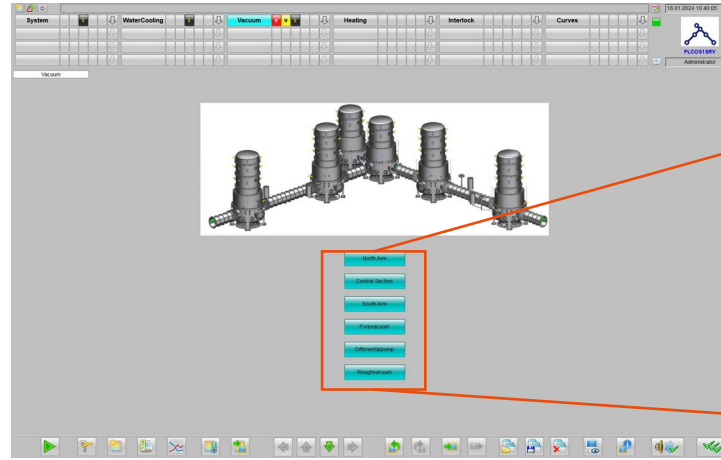 18.01.2024 10:40:05
System WaterCooling Vacuum Heating Interlock Curves
PLCOS1SRV
Administrator
Vacuum
North Arm
Central Section
South Arm
Forevacuum
Differentialpump
Roughvacuum